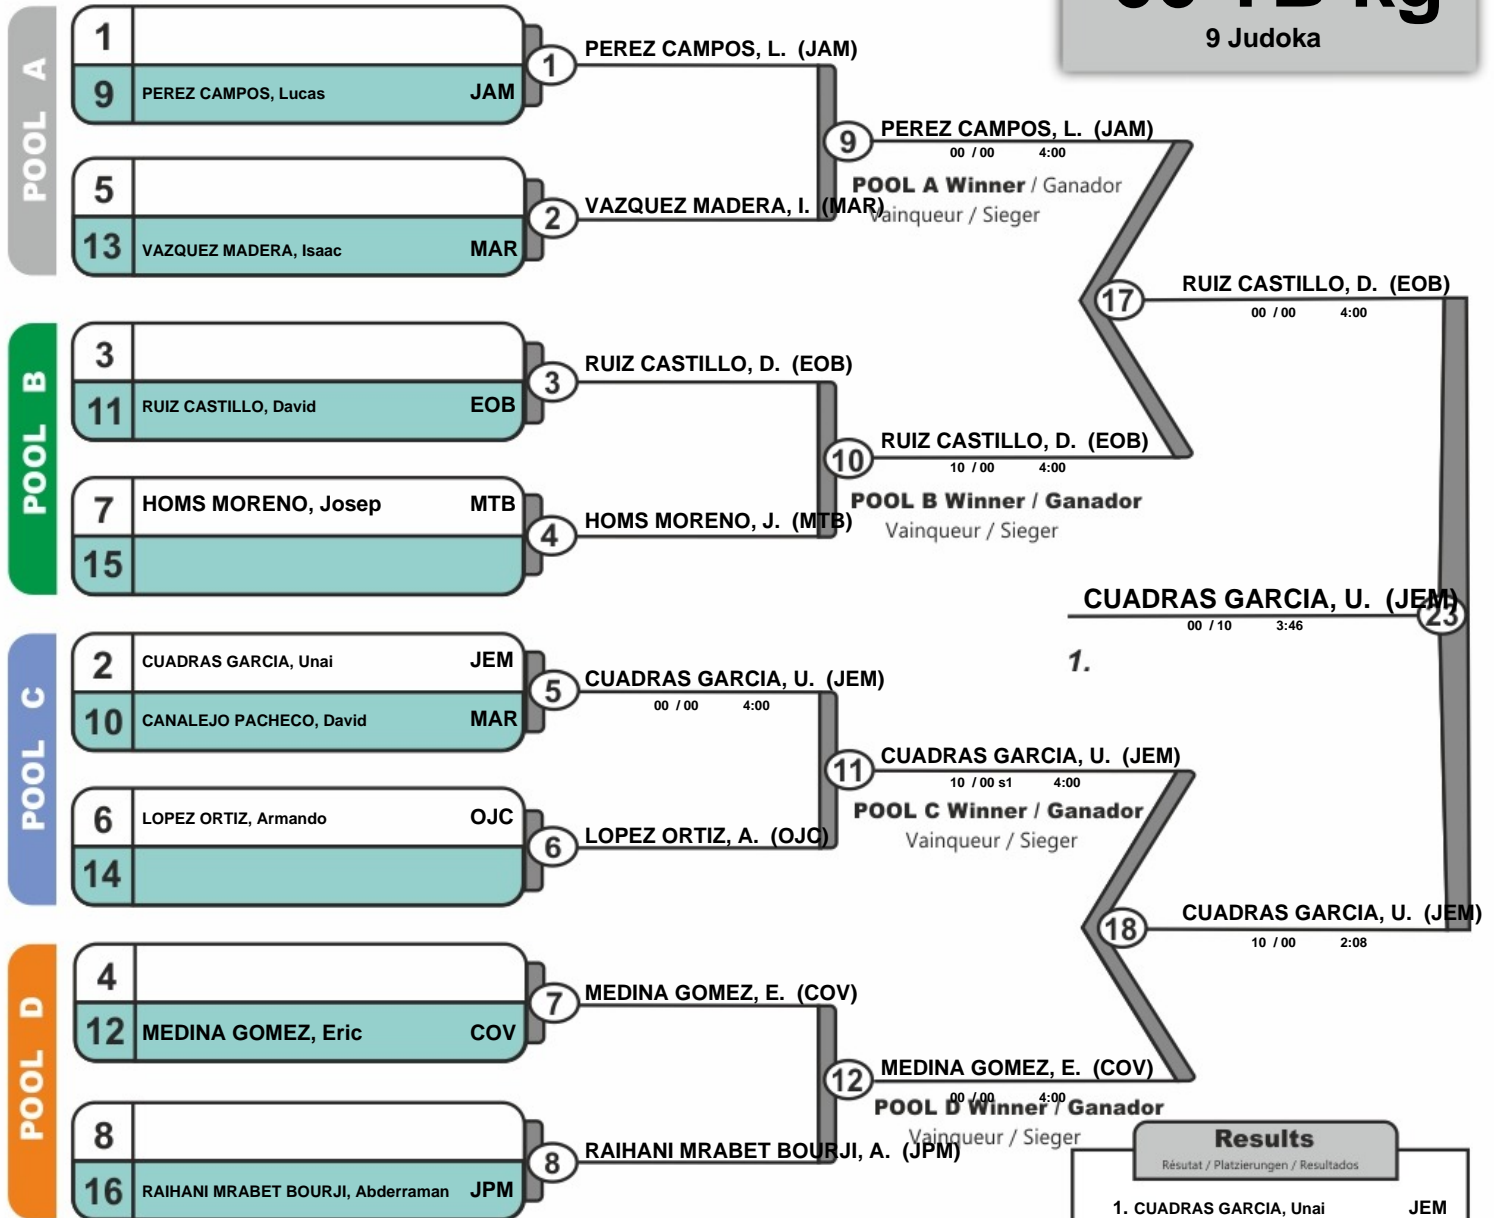 9 Judoka
POOL A
1
9 PEREZ CAMPOS, Lucas JAM
5
13 VAZQUEZ MADERA, Isaac MAR
1 PEREZ CAMPOS, L. (JAM)
2 VAZQUEZ MADERA, I. (MAR)
9 PEREZ CAMPOS, L. (JAM)
00 / 00 4:00
POOL A Winner / Ganador
Vainqueur / Sieger
POOL B
3
11 RUIZ CASTILLO, David EOB
7 HOMS MORENO, Josep MTB
15
3 RUIZ CASTILLO, D. (EOB)
4 HOMS MORENO, J. (MTB)
10 RUIZ CASTILLO, D. (EOB)
10 / 00 4:00
POOL B Winner / Ganador
Vainqueur / Sieger
17 RUIZ CASTILLO, D. (EOB)
00 / 00 4:00
CUADRAS GARCIA, U. (JEM) 23
00 / 10 3:46
1.
POOL C
2 CUADRAS GARCIA, Unai JEM
10 CANALEJO PACHECO, David MAR
6 LOPEZ ORTIZ, Armando OJC
14
5 CUADRAS GARCIA, U. (JEM)
00 / 00 4:00
6 LOPEZ ORTIZ, A. (OJC)
11 CUADRAS GARCIA, U. (JEM)
10 / 00 s1 4:00
POOL C Winner / Ganador
Vainqueur / Sieger
18 CUADRAS GARCIA, U. (JEM)
10 / 00 2:08
POOL D
4
12 MEDINA GOMEZ, Eric COV
8
16 RAIHANI MRABET BOURJI, Abderraman JPM
7 MEDINA GOMEZ, E. (COV)
8 RAIHANI MRABET BOURJI, A. (JPM)
12 MEDINA GOMEZ, E. (COV)
00 / 00 4:00
POOL D Winner / Ganador
Vainqueur / Sieger
Results
Résutat / Platzierungen / Resultados
1. CUADRAS GARCIA, Unai JEM